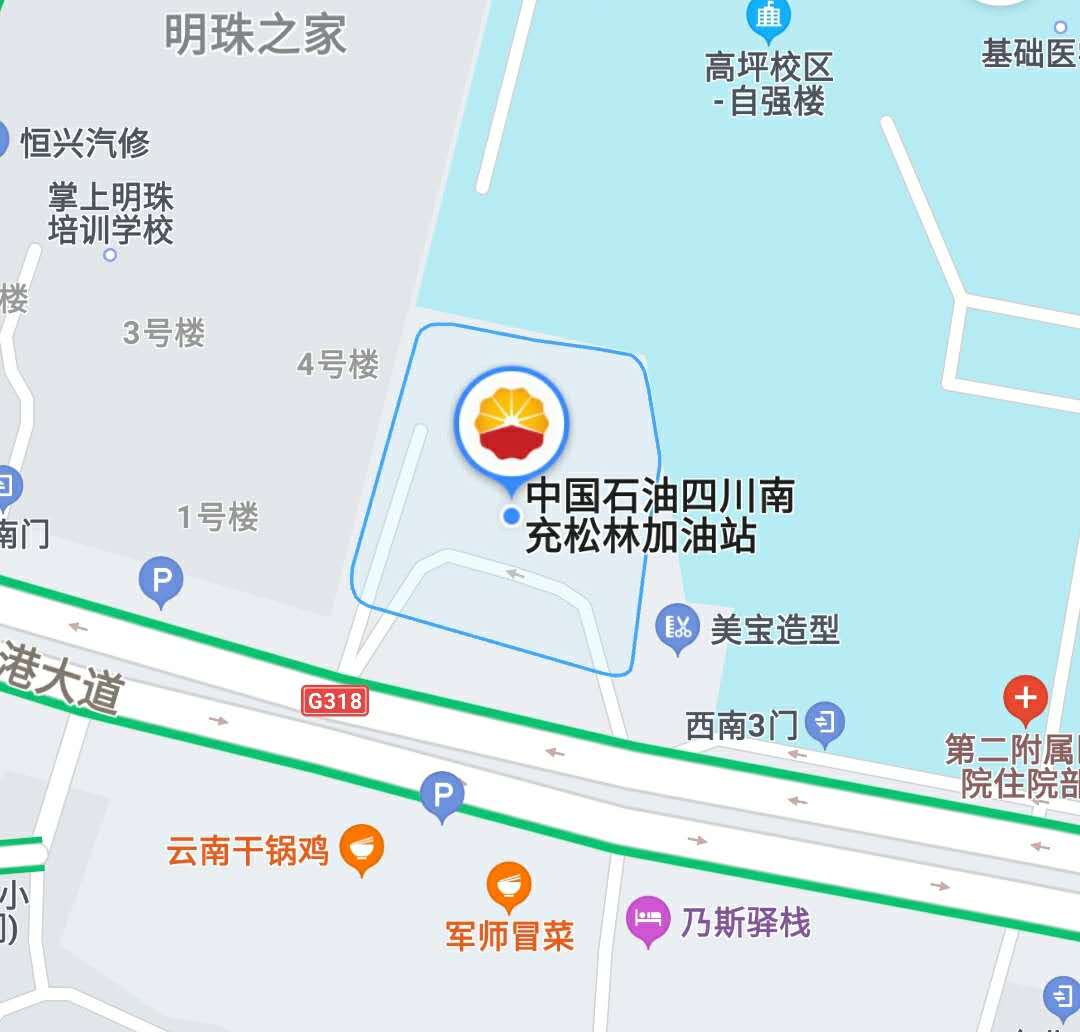 明珠之家
高坪校区
-自强楼
基础医
恒兴汽修
掌上明珠
培训学校
楼
3号楼
4号楼
中国石油四川南
充松林加油站
1号楼
南门
P
美宝造型
港大道
G318
西南3门
第二附属
院住院部
P
云南干锅鸡
小
军师冒菜
乃斯驿栈